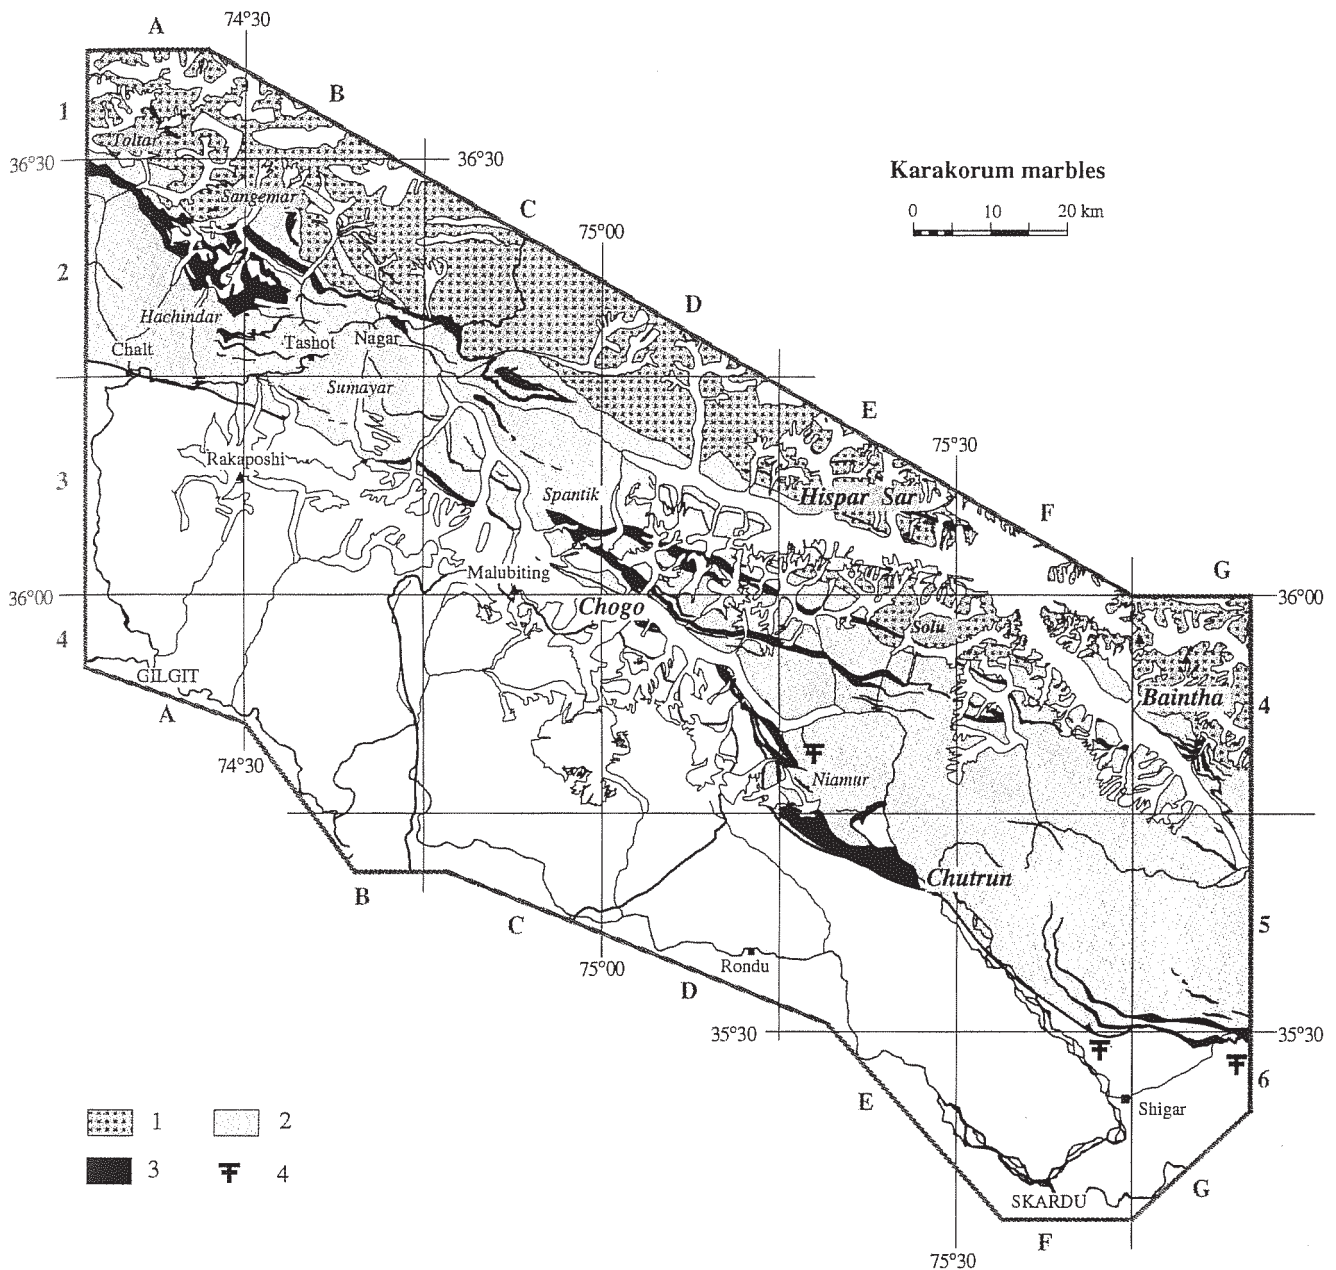 A
74°30
B
1
Toltar
36°30
36°30
Karakorum marbles
0 10 20 km
Sangemar
C
75°00
2
D
Hachindar
Tashot
Nagar
Chalt
Sumayar
E
75°30
Rakaposhi
3
Spantik
Hispar Sar
F
Malubiting
G
36°00
Chogo
36°00
Solu
4
GILGIT
Baintha
4
A
74°30
Niamur
Chutrun
B
C
5
75°00
Rondu
D
35°30
35°30
6
E
Shigar
1
2
3
4
G
SKARDU
F
75°30